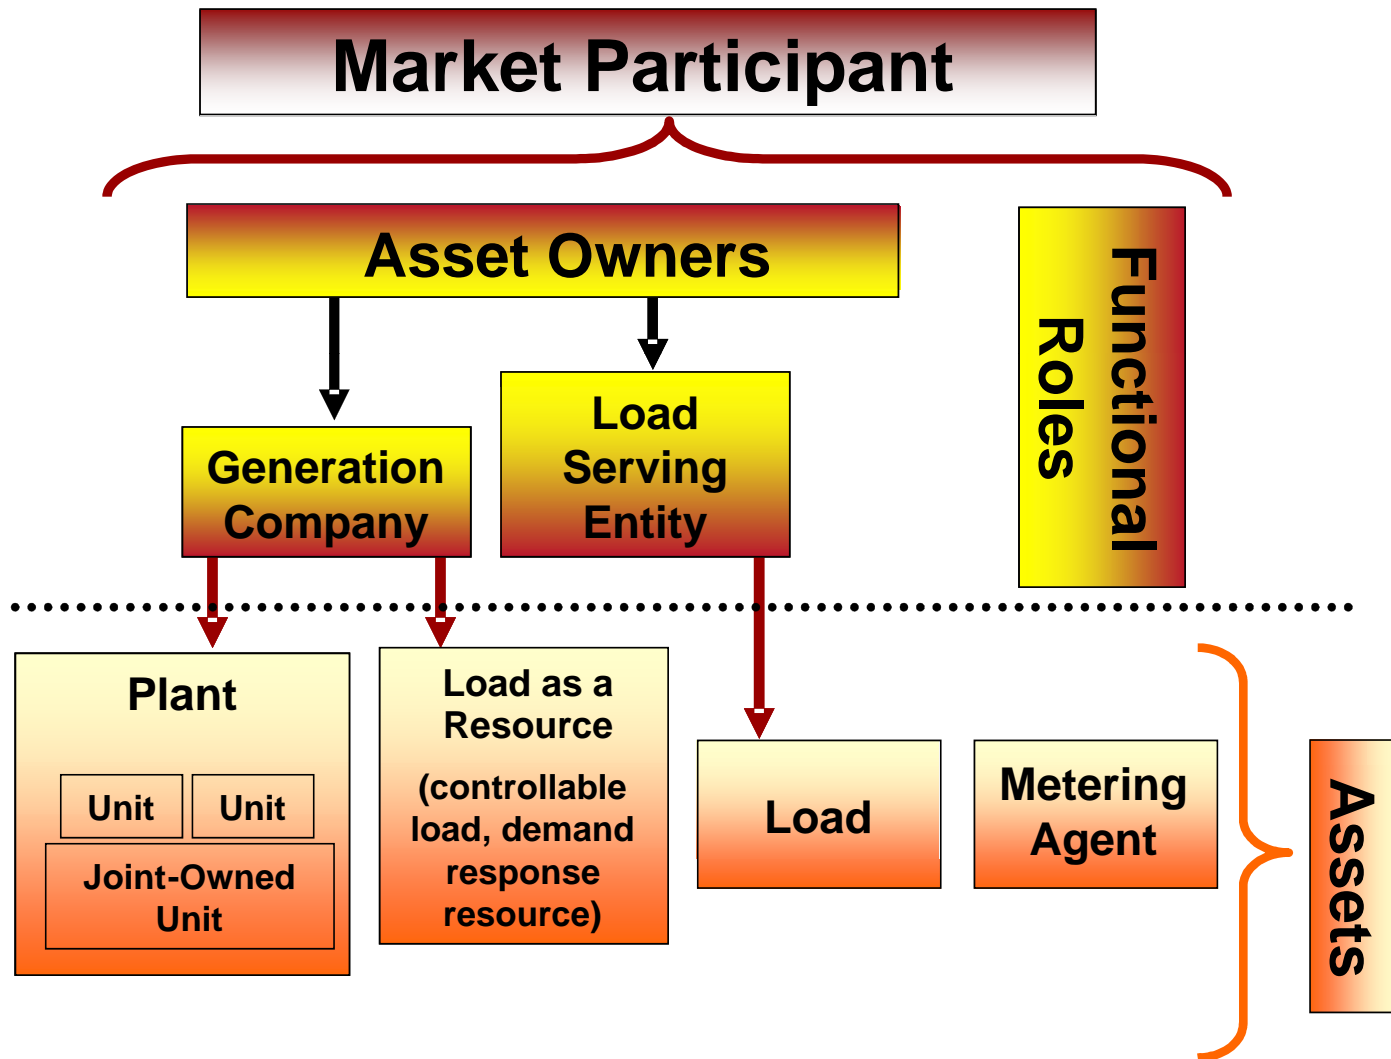 Market Participant
Asset Owners
Functional
Roles
Generation
Company
Load
Serving
Entity
Plant
Unit
Unit
Joint-Owned
Unit
Load as a
Resource
(controllable
load, demand
response
resource)
Load
Metering
Agent
Assets